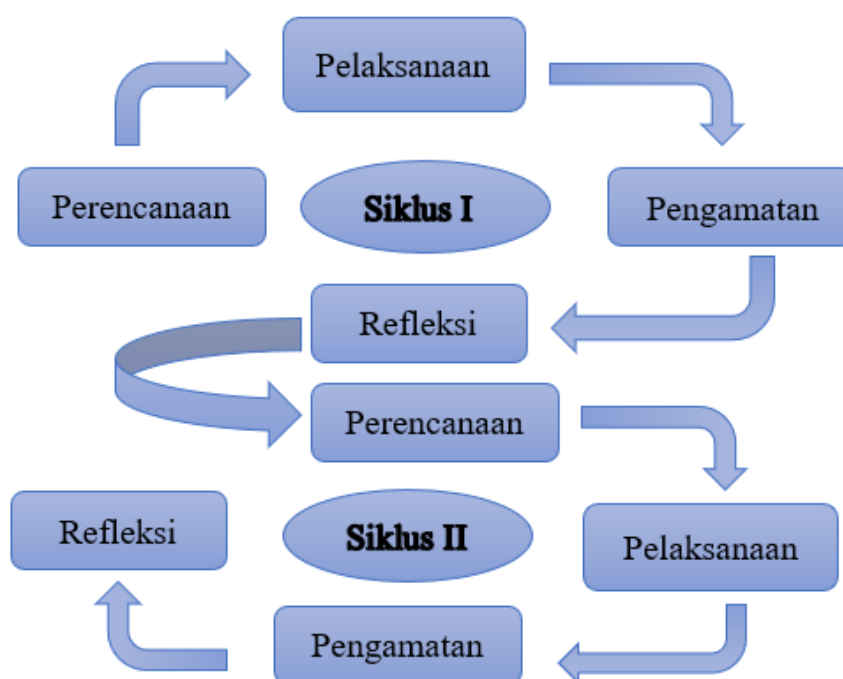 Pelaksanaan
Perencanaan
Siklus I
Pengamatan
Refleksi
Perencanaan
Refleksi
Siklus II
Pelaksanaan
Pengamatan